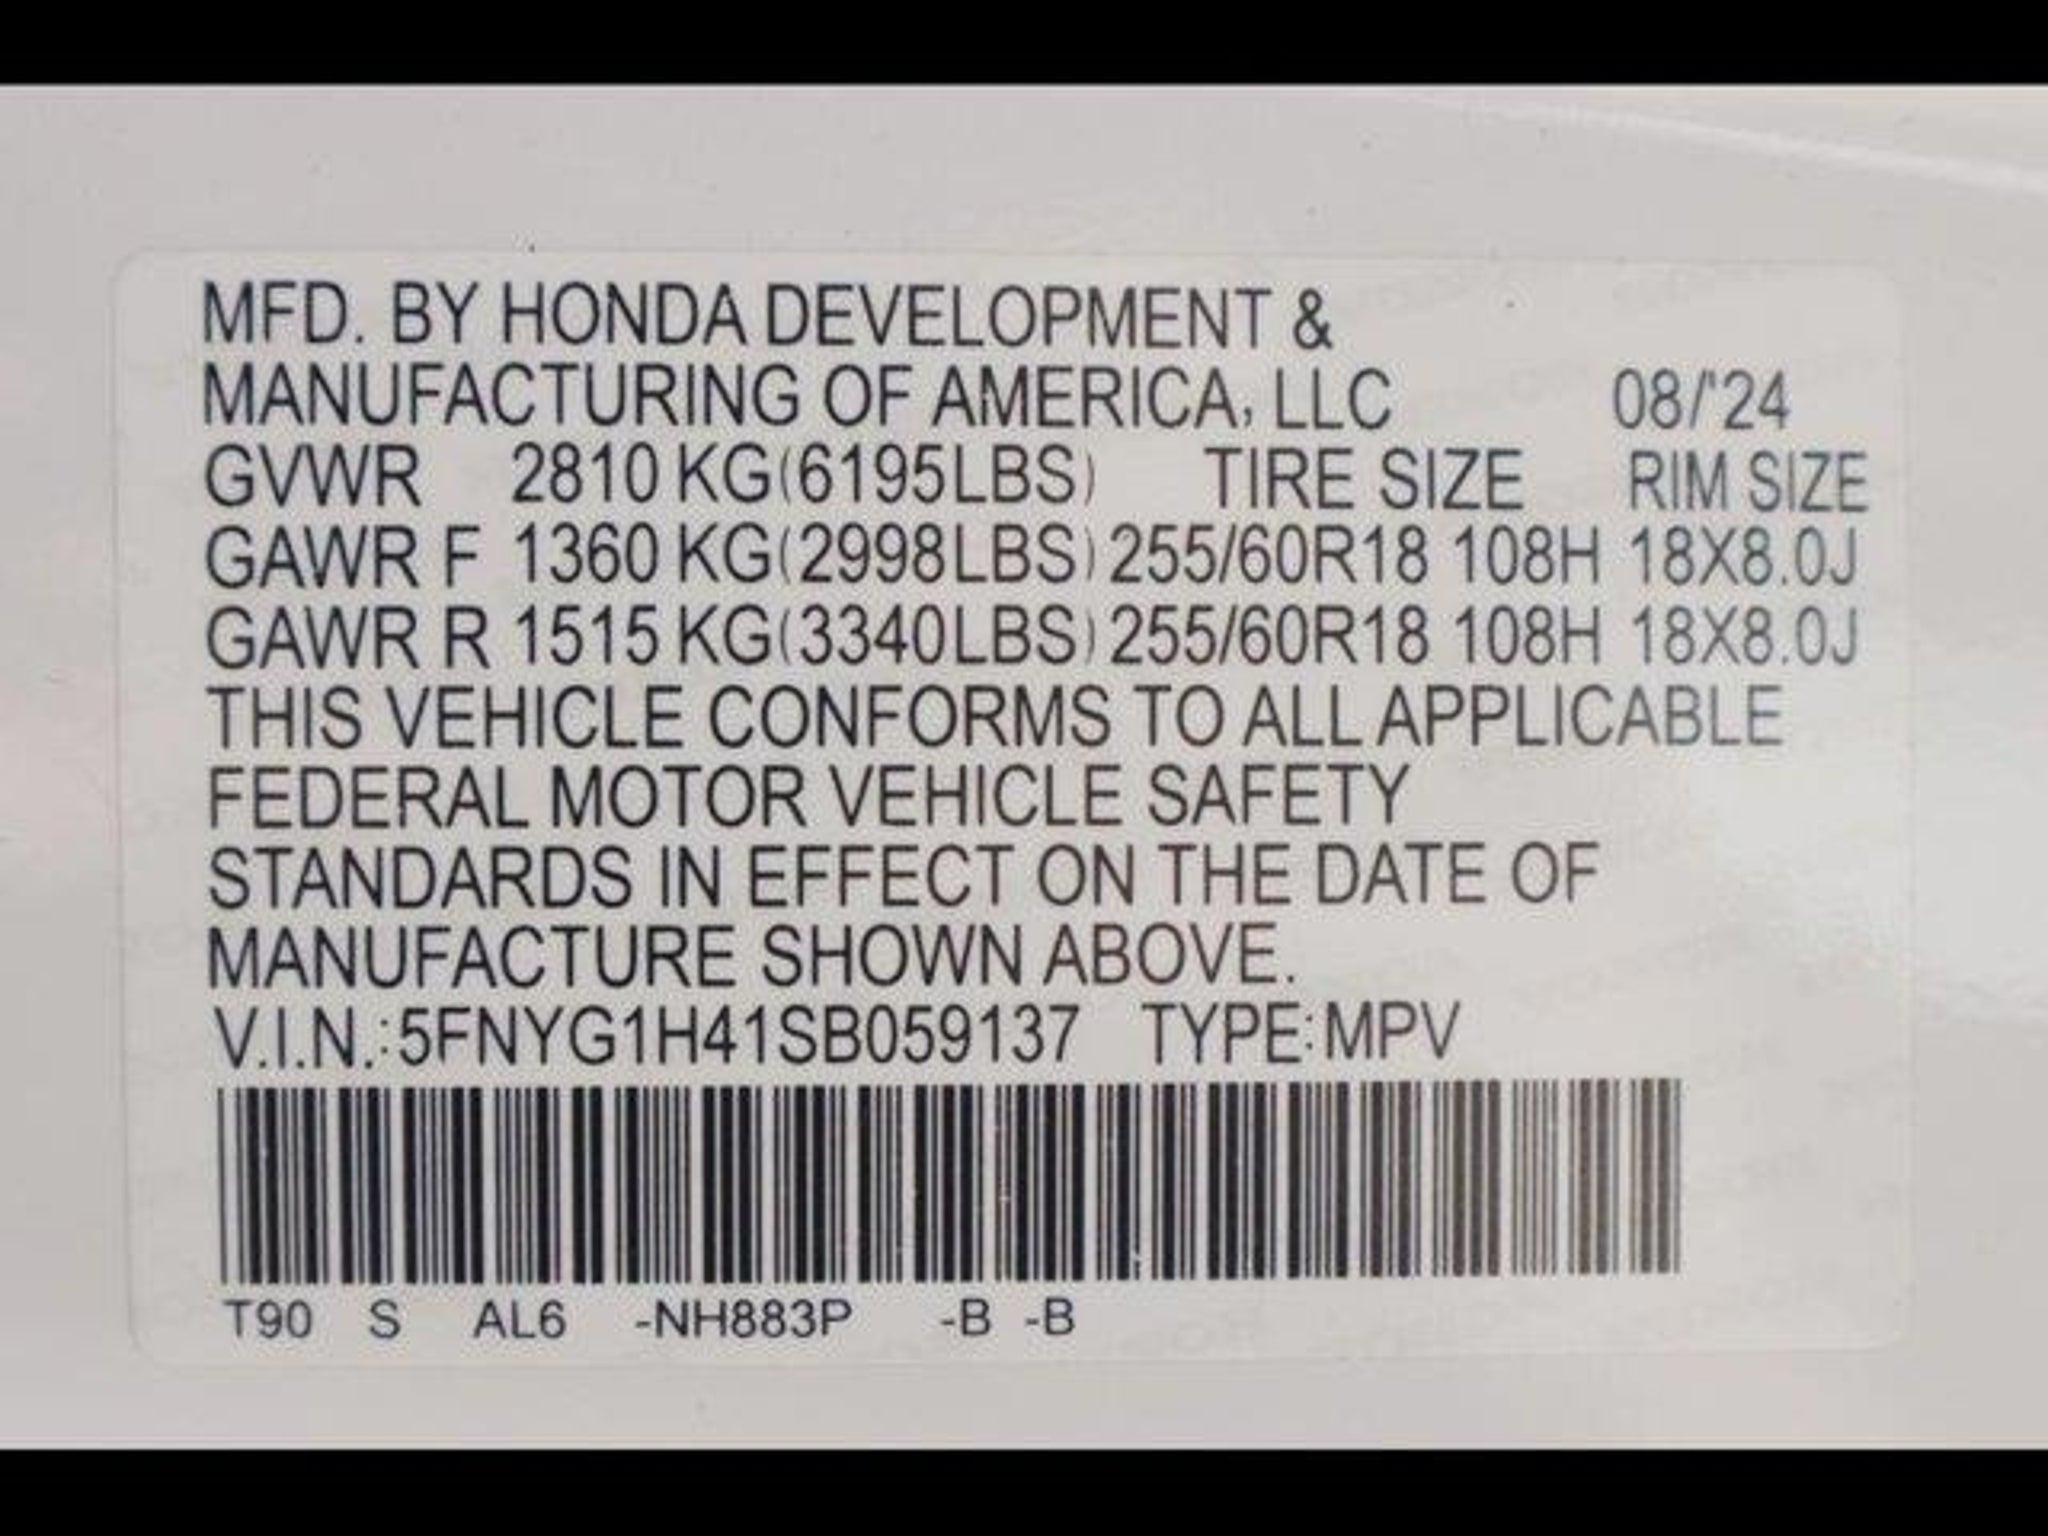 MFD. BY HONDA DEVELOPMENT &
MANUFACTURING OF AMERICA, LLC 08/'24
GVWR 2810 KG(6195LBS) TIRE SIZE RIM SIZE
GAWR F 1360 KG(2998LBS) 255/60R18 108H 18X8.0J
GAWR R 1515 KG(3340LBS) 255/60R18 108H 18X8.0J
THIS VEHICLE CONFORMS TO ALL APPLICABLE
FEDERAL MOTOR VEHICLE SAFETY
STANDARDS IN EFFECT ON THE DATE OF
MANUFACTURE SHOWN ABOVE.
V.I.N.: 5FNYG1H41SB059137 TYPE: MPV
T90 S AL6 -NH883P -B -B